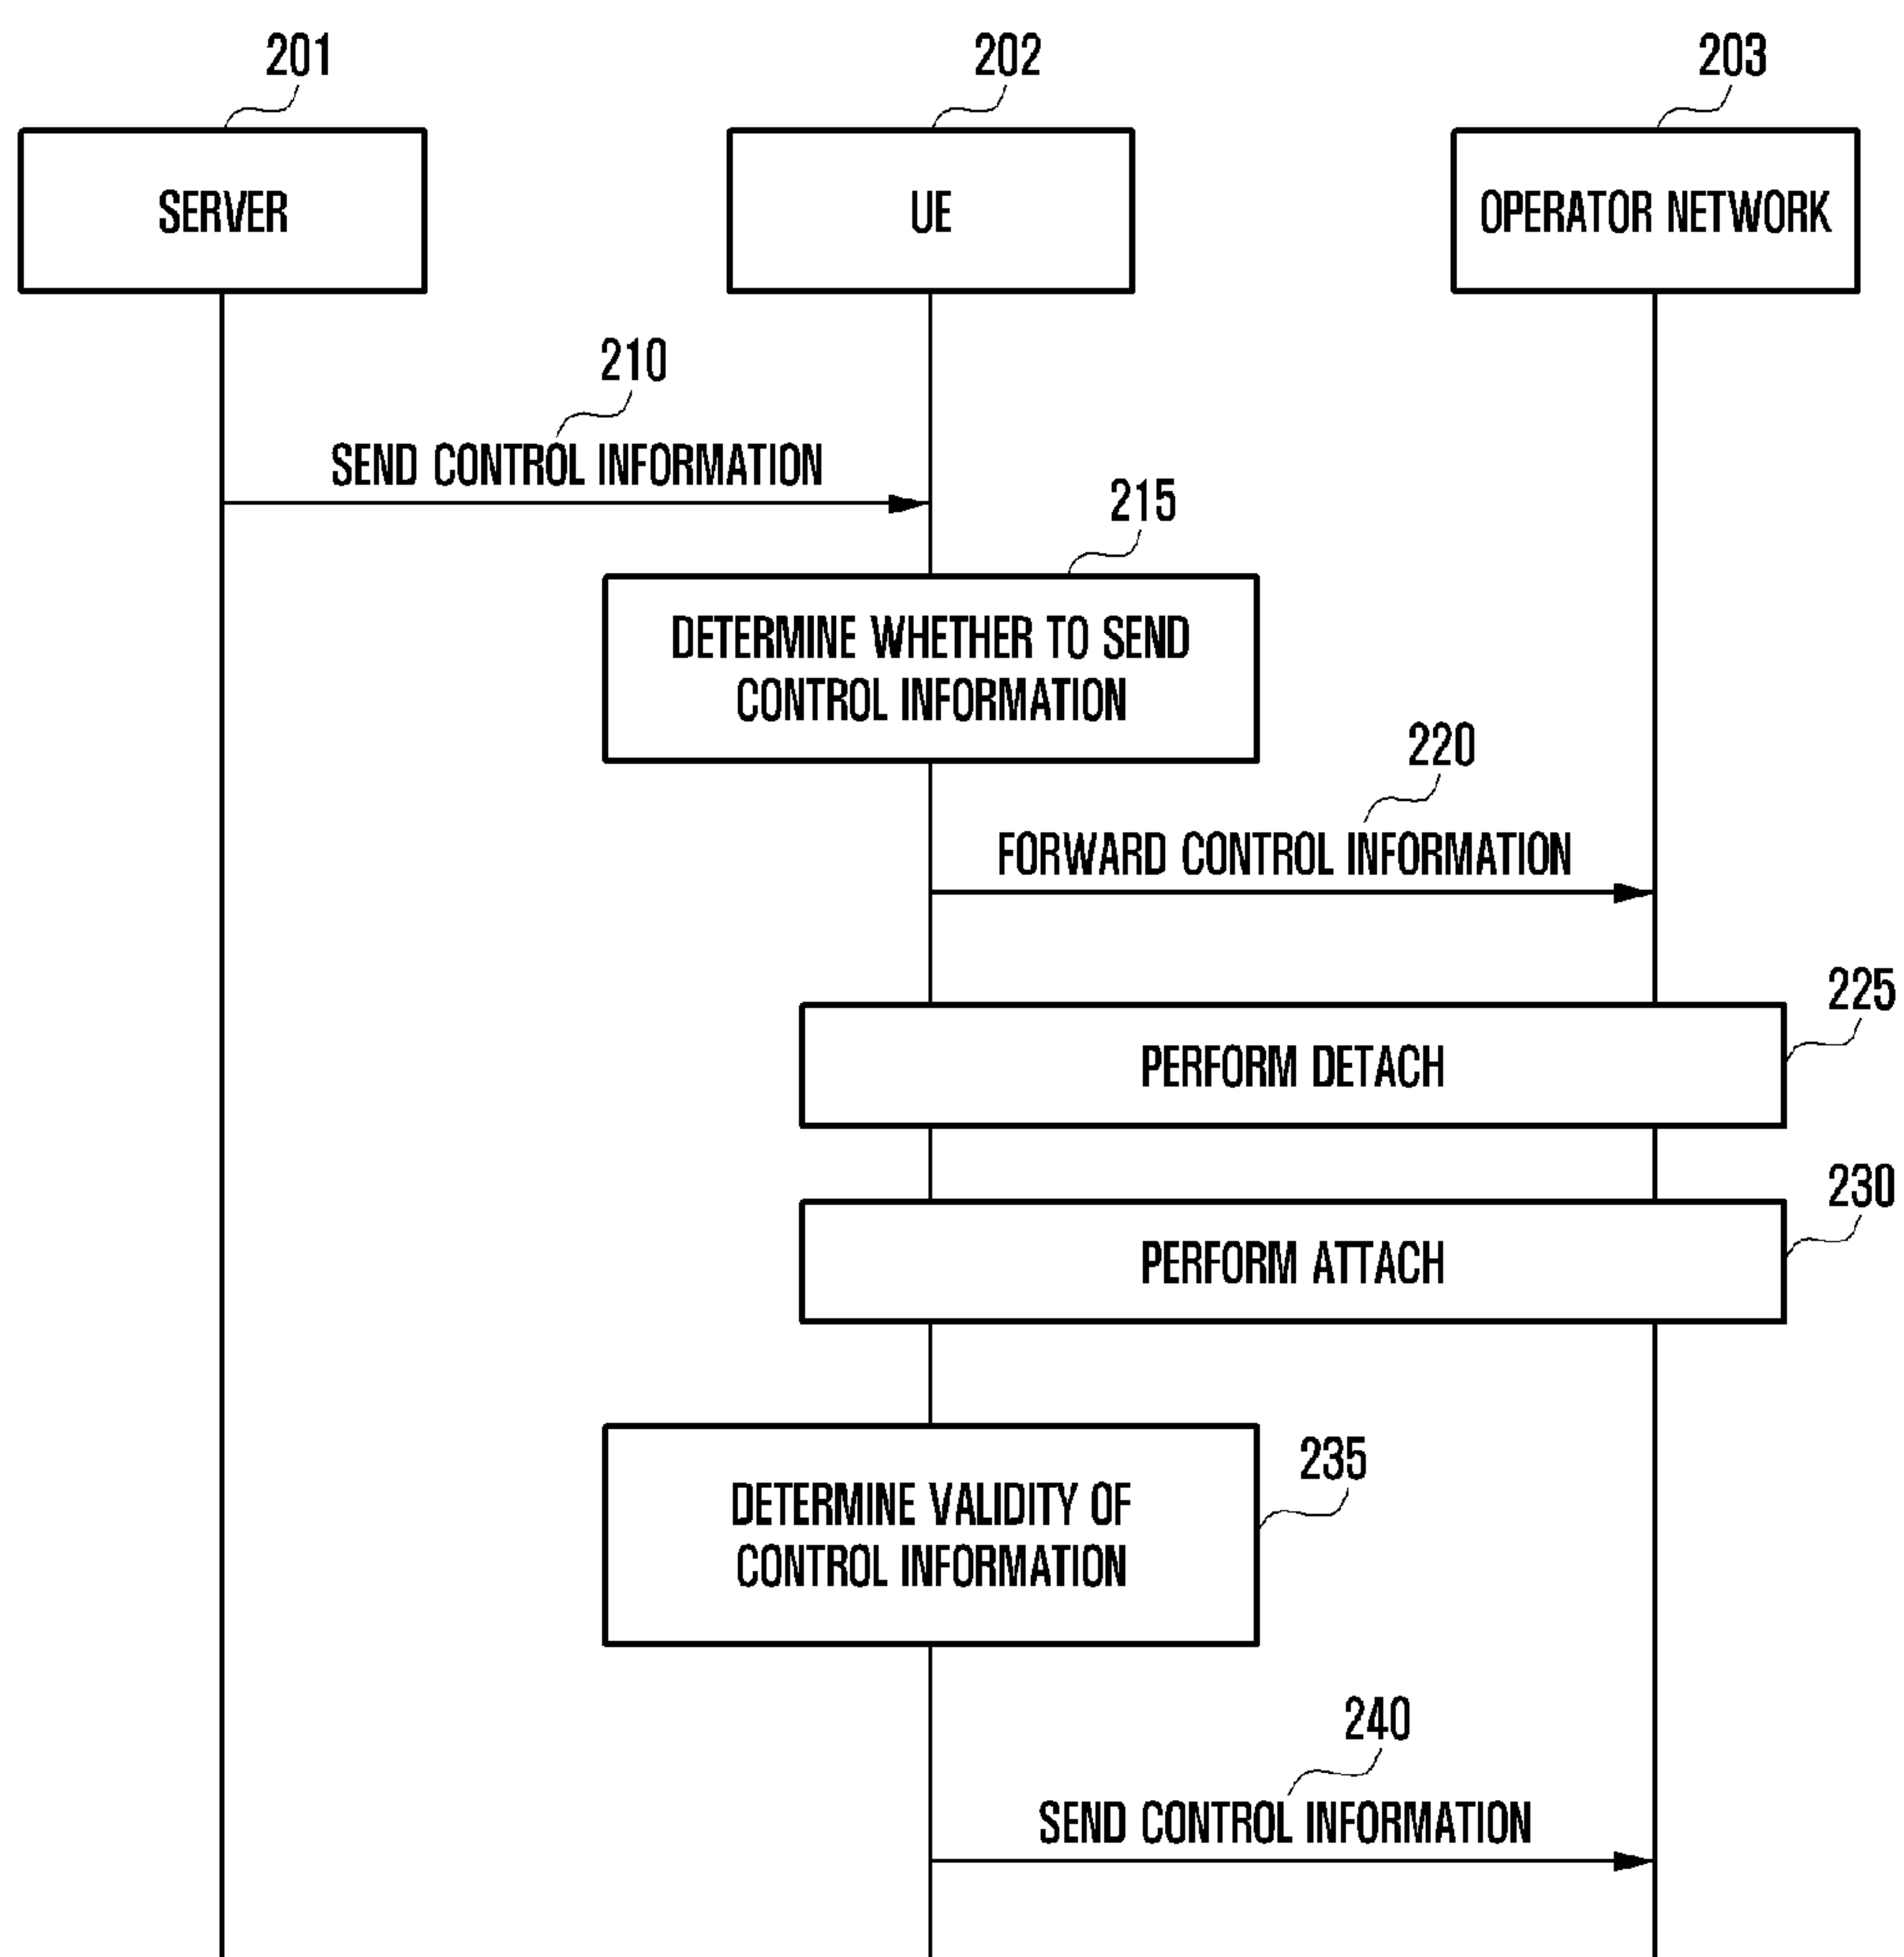 201
202
203
SERVER
UE
OPERATOR NETWORK
210
SEND CONTROL INFORMATION
215
DETERMINE WHETHER TO SEND
CONTROL INFORMATION
220
FORWARD CONTROL INFORMATION
225
PERFORM DETACH
230
PERFORM ATTACH
235
DETERMINE VALIDITY OF
CONTROL INFORMATION
240
SEND CONTROL INFORMATION